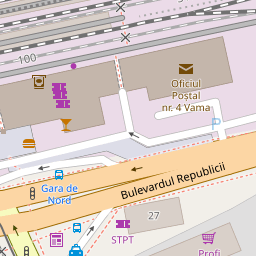 100
Oficiul
Poștal
nr. 4 Vama
P
Bulevardul Republicii
Gara de
Nord
27
STPT
Profi